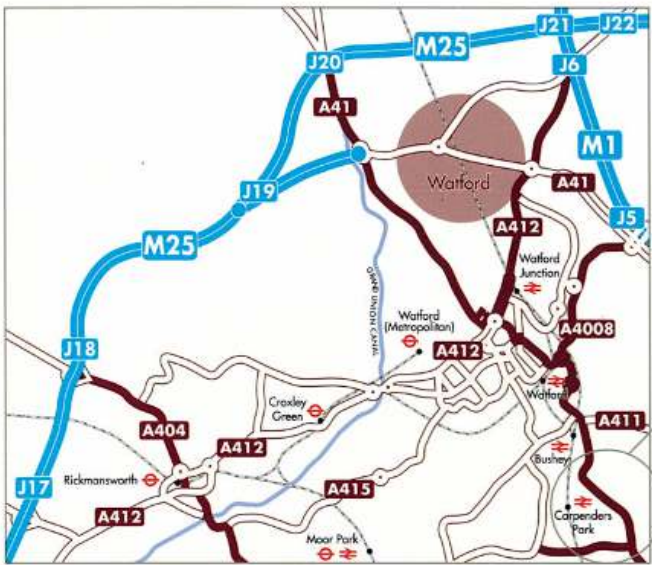 J21
J22
M25
J20
J6
A41
M1
Watford
A41
J19
J5
A412
M25
Watford
Junction
GRAND UNION CANAL
Watford
(Metropolitan)
A4008
J18
A412
Watford
Croxley
Green
A404
A411
A412
Bushey
Rickmansworth
J17
A415
A412
Carpenders
Park
Moor Park